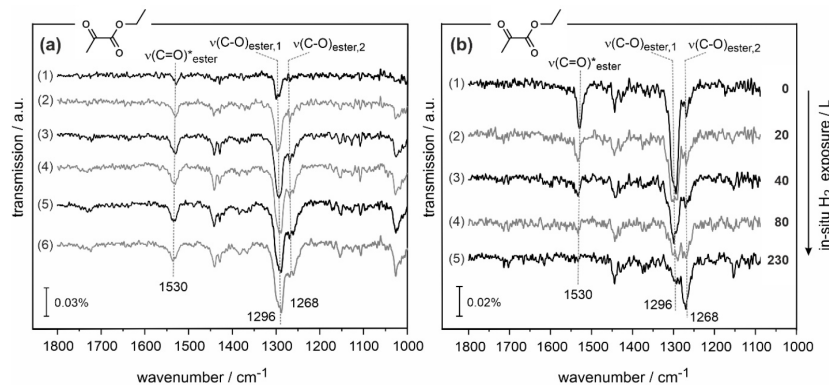 (a)
O
O
O
ν(C=O)*ester
ν(C-O)ester,1
ν(C-O)ester,2
(1)
(2)
(3)
(4)
(5)
(6)
1530
1268
1296
0.03%
transmission / a.u.
1800 1700 1600 1500 1400 1300 1200 1100 1000
wavenumber / cm-1
(b)
O
O
O
ν(C=O)*ester
ν(C-O)ester,1
ν(C-O)ester,2
(1) 0
(2) 20
(3) 40
(4) 80
(5) 230
1530
1296
1268
0.02%
transmission / a.u.
in-situ H2 exposure / L
1800 1700 1600 1500 1400 1300 1200 1100 1000
wavenumber / cm-1